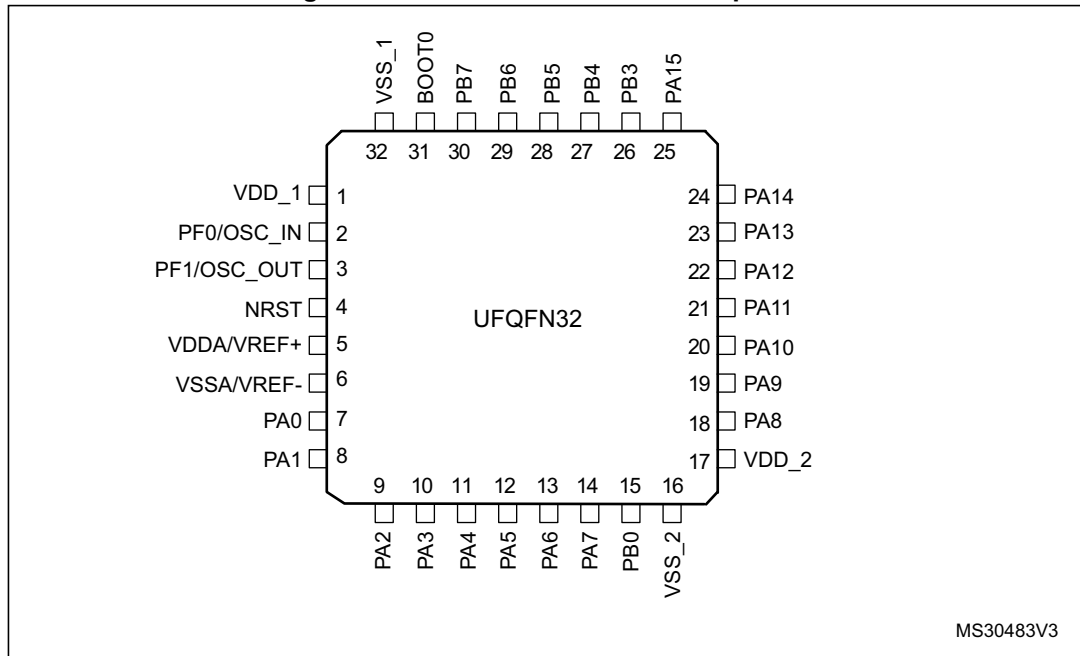 VSS_1
BOOT0
PB7
PB6
PB5
PB4
PB3
PA15
32 31 30 29 28 27 26 25
VDD_1 1
PF0/OSC_IN 2
PF1/OSC_OUT 3
NRST 4
VDDA/VREF+ 5
VSSA/VREF- 6
PA0 7
PA1 8
UFQFN32
24 PA14
23 PA13
22 PA12
21 PA11
20 PA10
19 PA9
18 PA8
17 VDD_2
9 10 11 12 13 14 15 16
PA2
PA3
PA4
PA5
PA6
PA7
PB0
VSS_2
MS30483V3